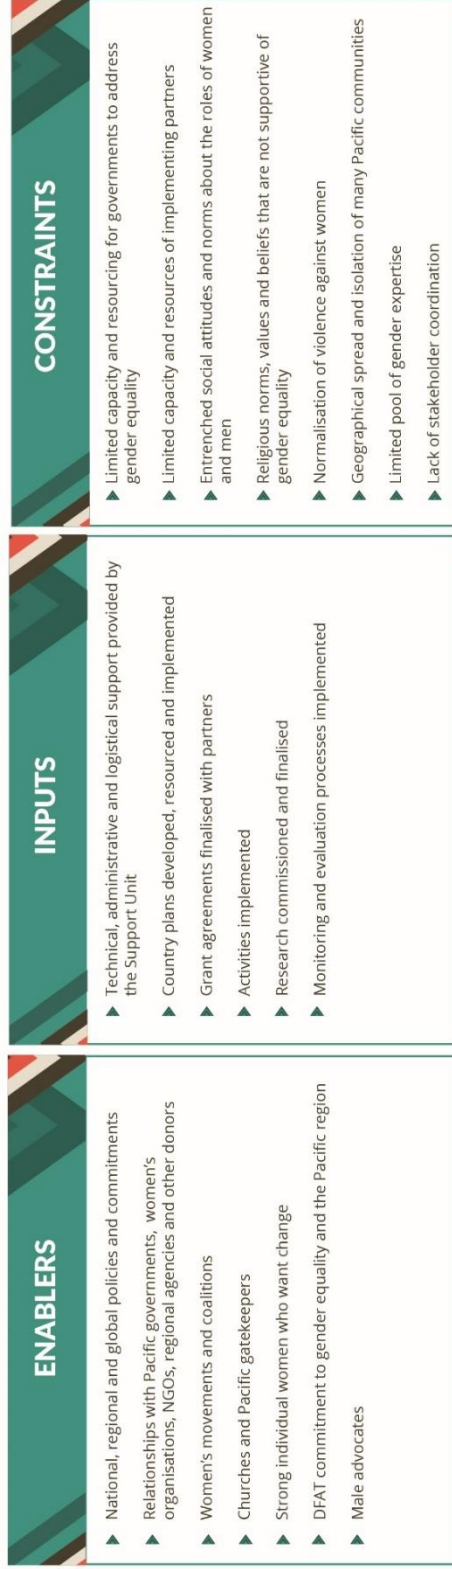 ENABLERS
National, regional and global policies and commitments
Relationships with Pacific governments, women's
organisations, NGOs, regional agencies and other donors
Women's movements and coalitions
Churches and Pacific gatekeepers
Strong individual women who want change
DFAT commitment to gender equality and the Pacific region
Male advocates
INPUTS
Technical, administrative and logistical support provided by
the Support Unit
Country plans developed, resourced and implemented
Grant agreements finalised with partners
Activities implemented
Research commissioned and finalised
Monitoring and evaluation processes implemented
CONSTRAINTS
Limited capacity and resourcing for governments to address
gender equality
Limited capacity and resources of implementing partners
Entrenched social attitudes and norms about the roles of women
and men
Religious norms, values and beliefs that are not supportive of
gender equality
Normalisation of violence against women
Geographical spread and isolation of many Pacific communities
Limited pool of gender expertise
Lack of stakeholder coordination